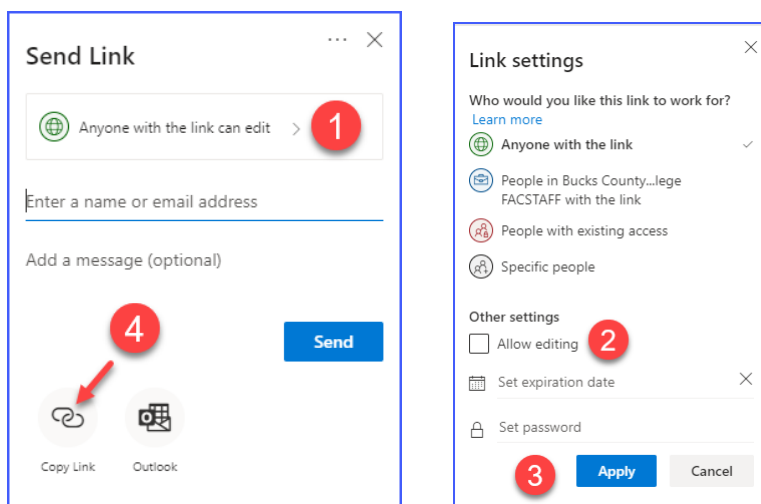 Send Link
Anyone with the link can edit
1
Enter a name or email address
Add a message (optional)
4
Send
Copy Link
Outlook
Link settings
Who would you like this link to work for?
Learn more
Anyone with the link
People in Bucks County...lege
FACSTAFF with the link
People with existing access
Specific people
Other settings
Allow editing
2
Set expiration date
Set password
3
Apply
Cancel